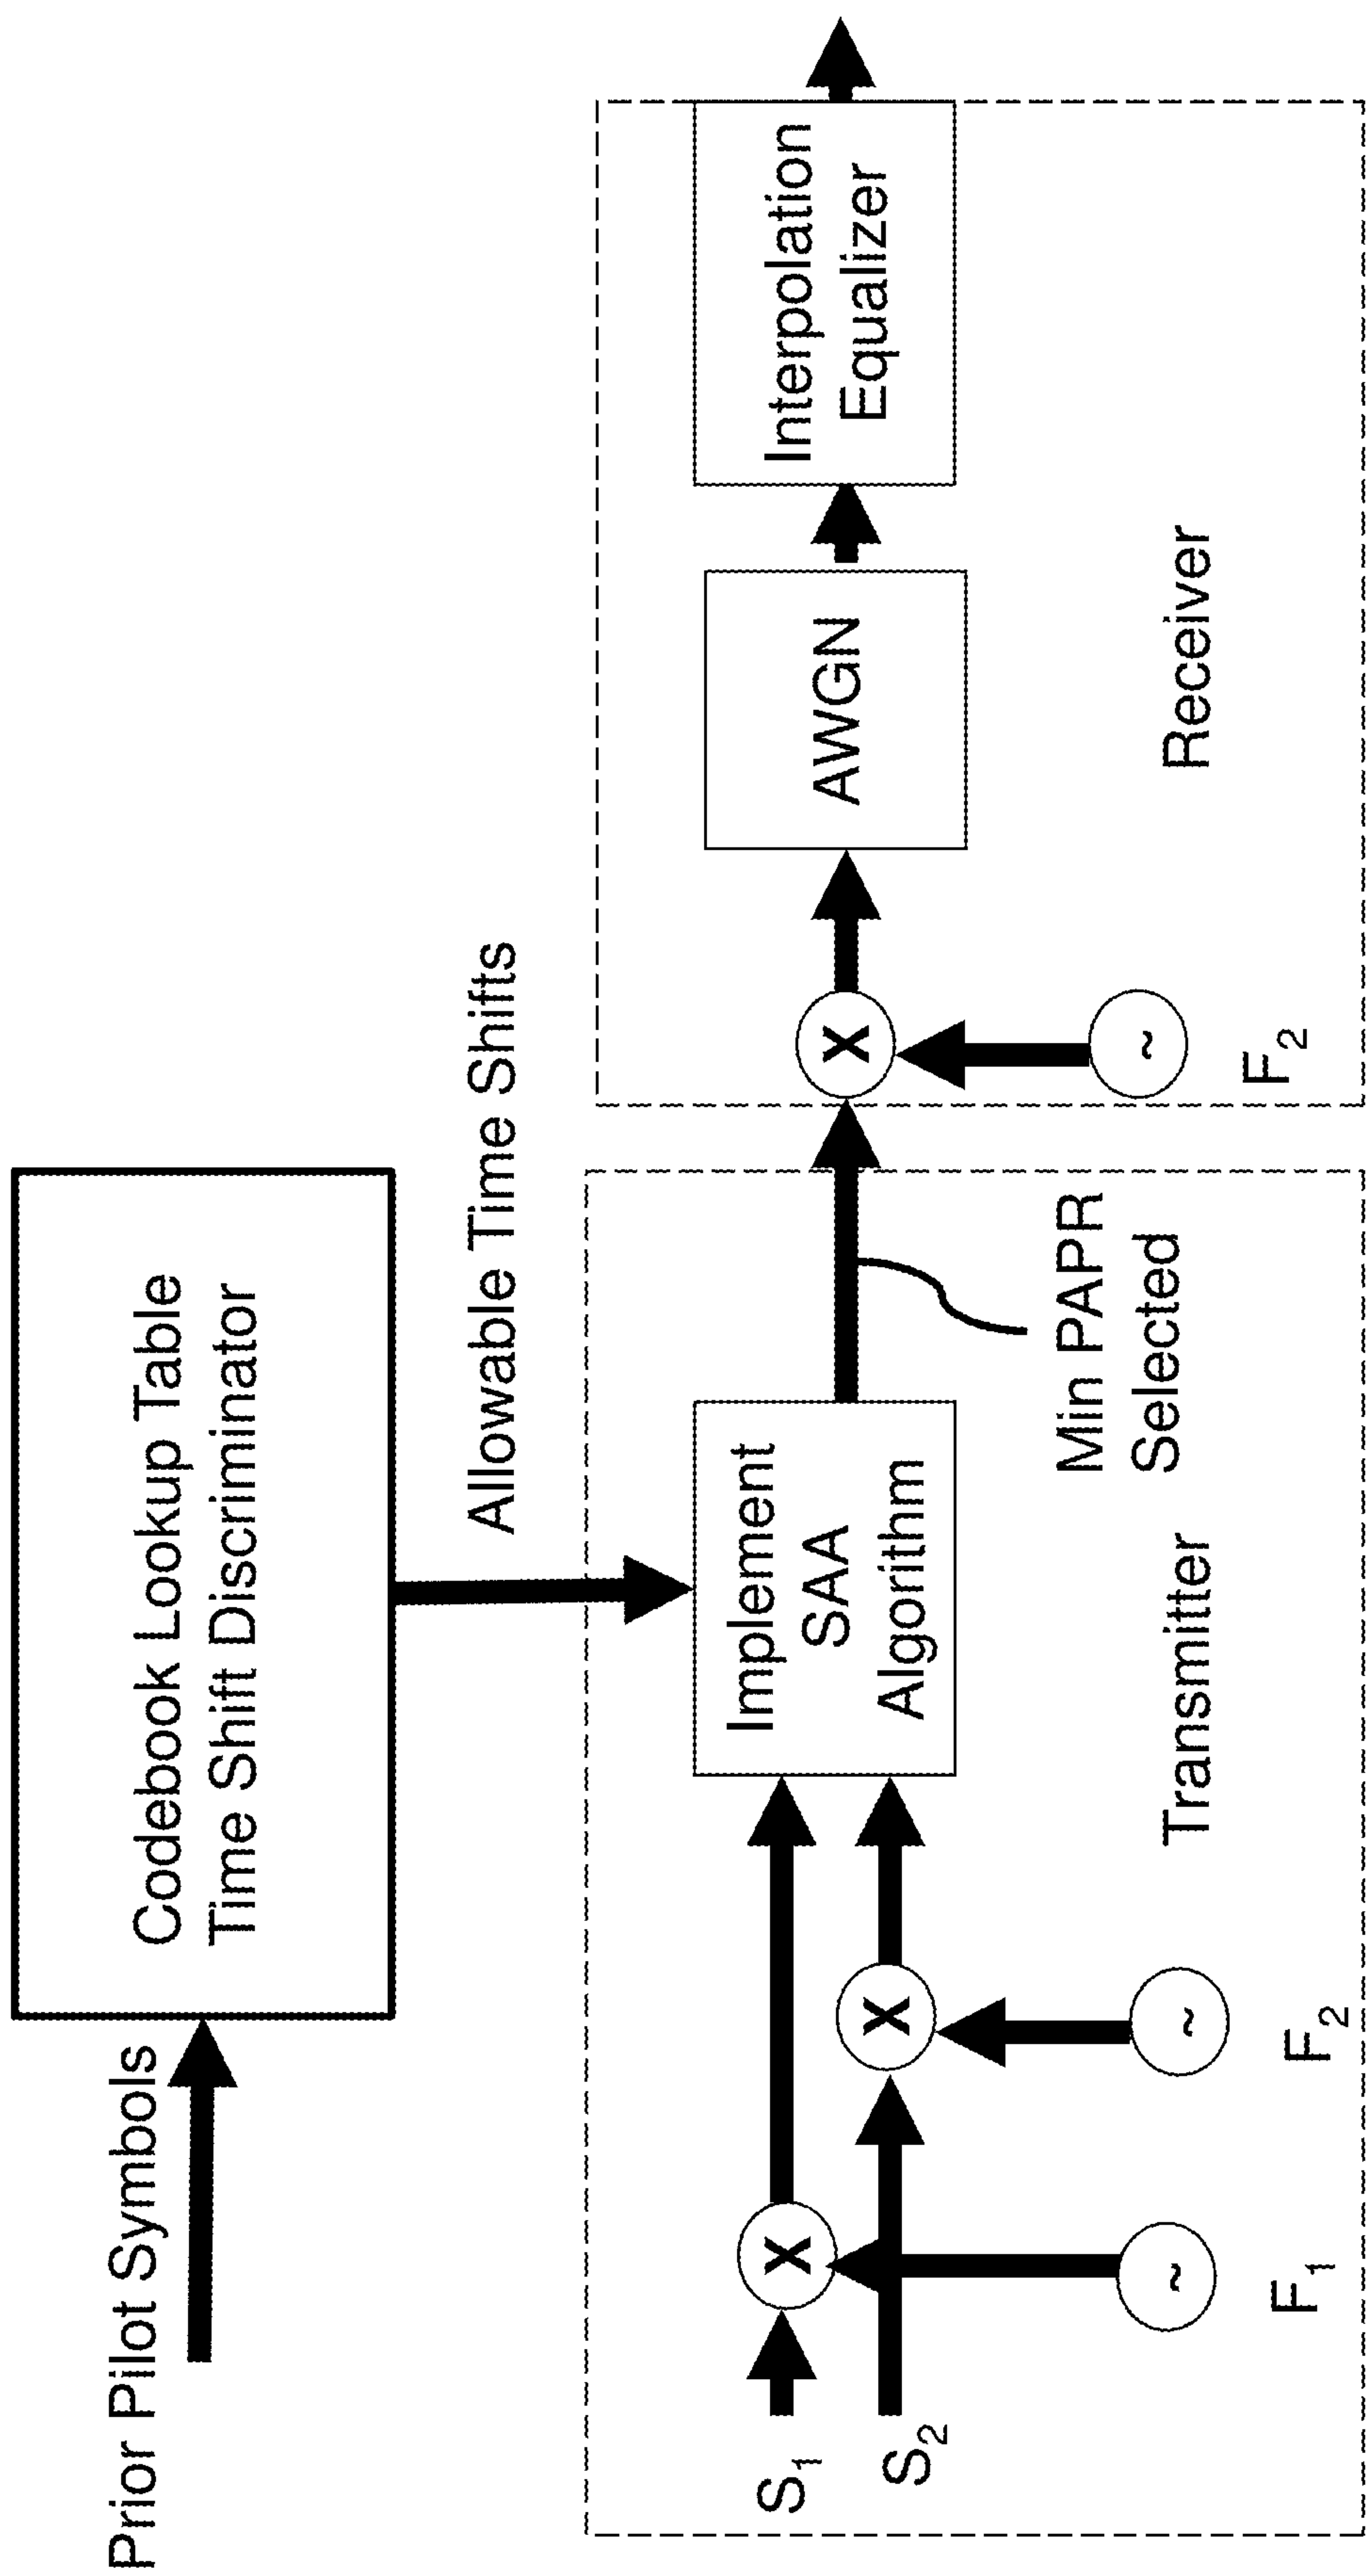 Prior Pilot Symbols
Codebook Lookup Table
Time Shift Discriminator
Allowable Time Shifts
S1
S2
X
X
~
F1
~
F2
Implement
SAA
Algorithm
Min PAPR
Selected
Transmitter
X
~
F2
AWGN
Interpolation
Equalizer
Receiver